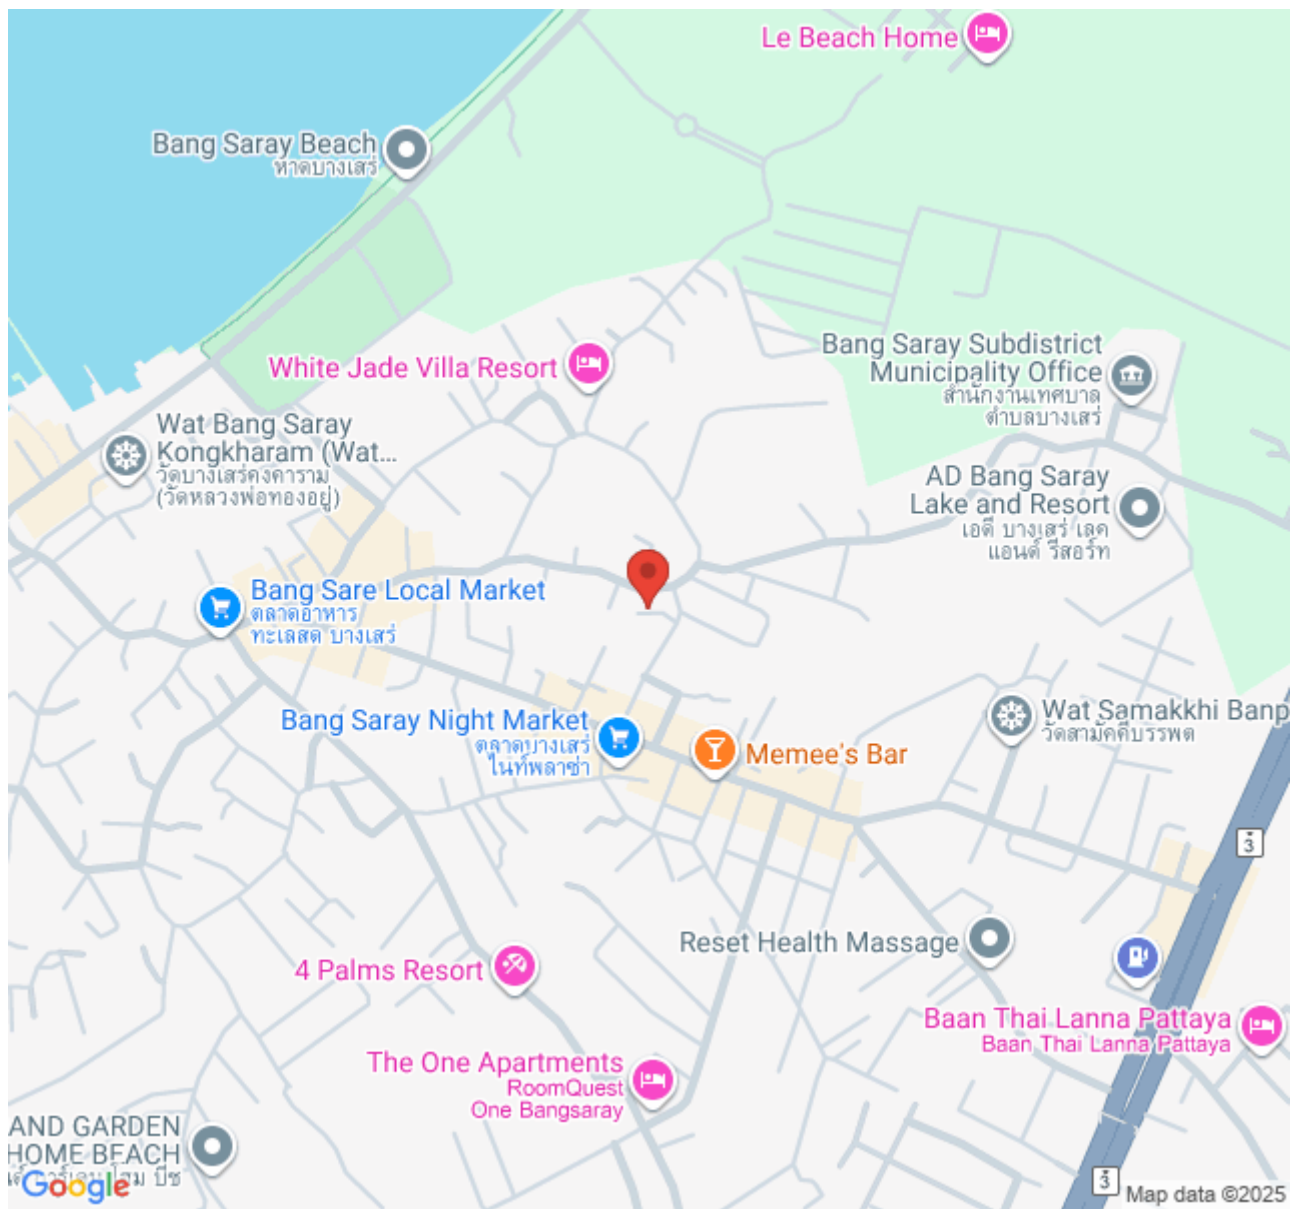 Le Beach Home
Bang Saray Beach
หาดบางเสร่
White Jade Villa Resort
Bang Saray Subdistrict
Municipality Office
สำนักงานเทศบาล
ตำบลบางเสร่
Wat Bang Saray
Kongkharam (Wat...
วัดบางเสร่คงคาราม
(วัดหลวงพ่อทองอยู่)
AD Bang Saray
Lake and Resort
เอดี บางเสร่ เลค
แอนด์ รีสอร์ท
Bang Sare Local Market
ตลาดอาหาร
ทะเลสด บางเสร่
Bang Saray Night Market
ตลาดบางเสร่
ไนท์พลาซ่า
Memee's Bar
Wat Samakkhi Banp
วัดสามัคคีบรรพต
3
Reset Health Massage
4 Palms Resort
Baan Thai Lanna Pattaya
Baan Thai Lanna Pattaya
The One Apartments
RoomQuest
One Bangsaray
AND GARDEN
HOME BEACH
โฮม บีช
Google
3
Map data ©2025